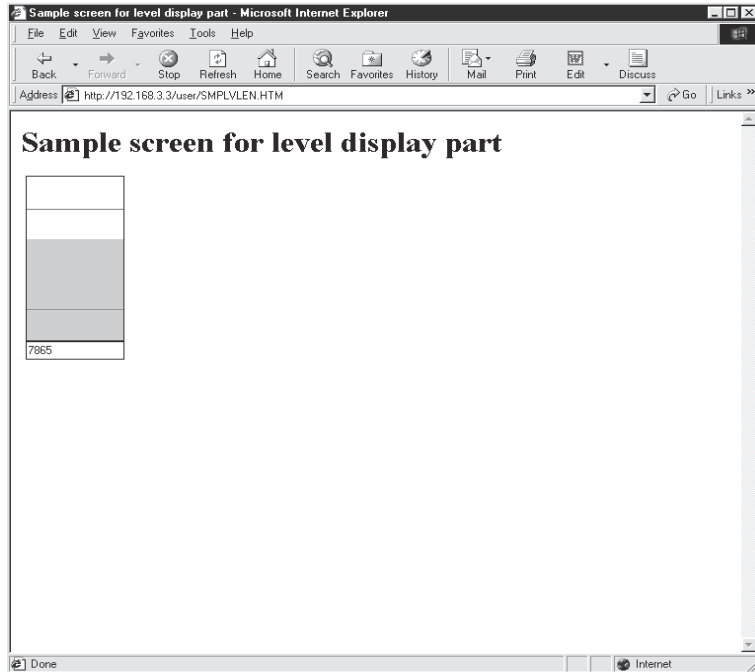 Sample screen for level display part - Microsoft Internet Explorer
File Edit View Favorites Tools Help
Back Forward Stop Refresh Home Search Favorites History Mail Print Edit Discuss
Address http://192.168.3.3/user/SMPLVLEN.HTM Go Links »
Sample screen for level display part
7865
Done Internet